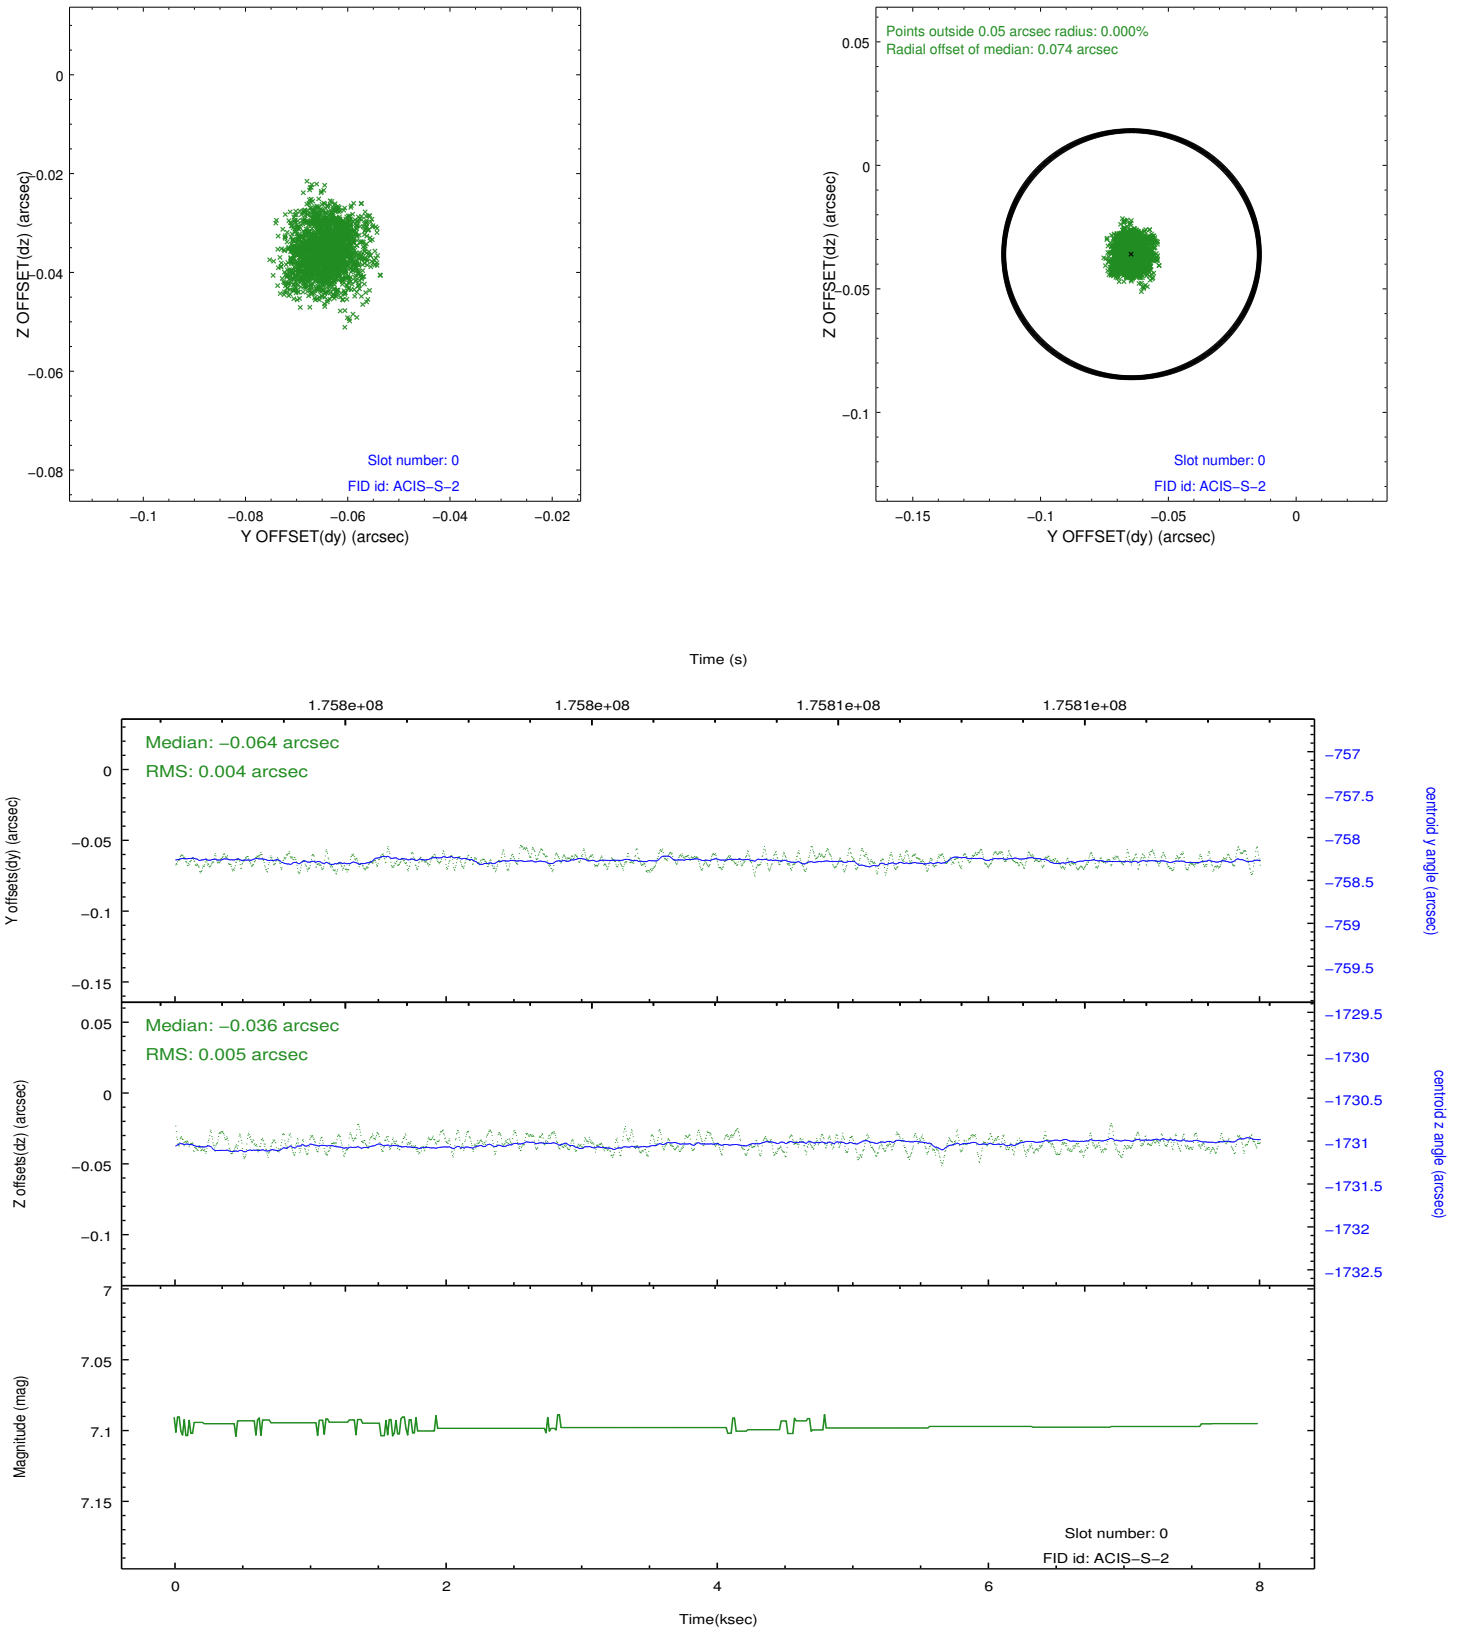 0
−0.02
−0.04
−0.06
−0.08
Z OFFSET(dz) (arcsec)
Slot number: 0
FID id: ACIS−S−2
−0.1
−0.08
−0.06
−0.04
−0.02
Y OFFSET(dy) (arcsec)
Points outside 0.05 arcsec radius: 0.000%
Radial offset of median: 0.074 arcsec
0.05
0
−0.05
−0.1
Z OFFSET(dz) (arcsec)
Slot number: 0
FID id: ACIS−S−2
−0.15
−0.1
−0.05
0
Y OFFSET(dy) (arcsec)
Time (s)
1.758e+08
1.758e+08
1.7581e+08
1.7581e+08
Median: −0.064 arcsec
RMS: 0.004 arcsec
0
−0.05
−0.1
−0.15
Y offsets(dy) (arcsec)
−757
−757.5
−758
−758.5
−759
−759.5
centroid y angle (arcsec)
Median: −0.036 arcsec
RMS: 0.005 arcsec
0.05
0
−0.05
−0.1
Z offsets(dz) (arcsec)
−1729.5
−1730
−1730.5
−1731
−1731.5
−1732
−1732.5
centroid z angle (arcsec)
7
7.05
7.1
7.15
Magnitude (mag)
Slot number: 0
FID id: ACIS−S−2
0
2
4
6
8
Time(ksec)